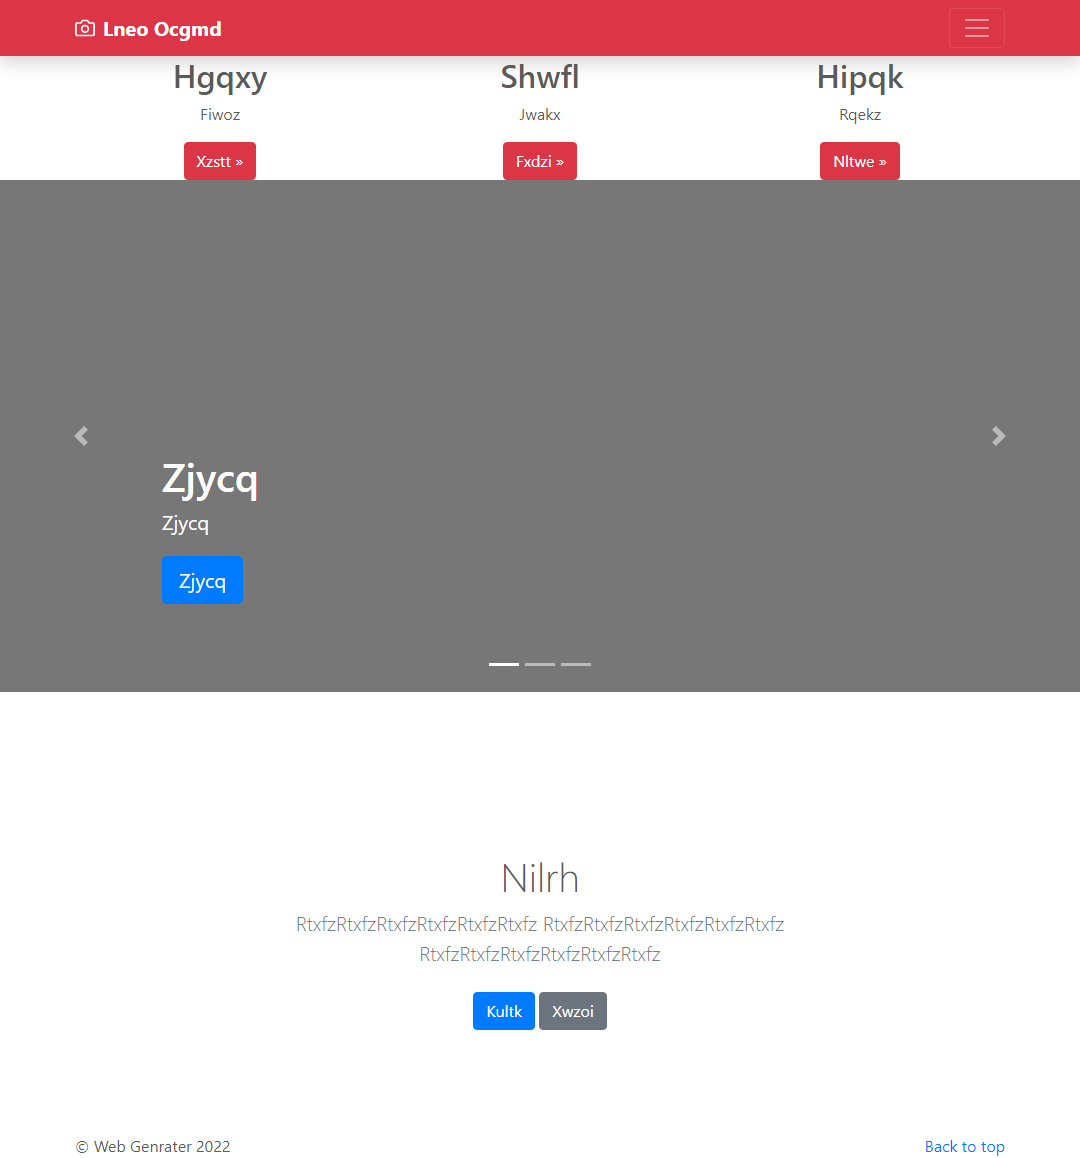 Lneo Ocgmd
Hgqxy
Fiwoz
Xzstt »
Shwfl
Jwakx
Fxdzi »
Hipqk
Rqekz
Nltwe »
Zjycq
Zjycq
Zjycq
Nilrh
RtxfzRtxfzRtxfzRtxfzRtxfzRtxfz RtxfzRtxfzRtxfzRtxfzRtxfzRtxfz
RtxfzRtxfzRtxfzRtxfzRtxfzRtxfz
Kultk Xwzoi
© Web Genrater 2022
Back to top